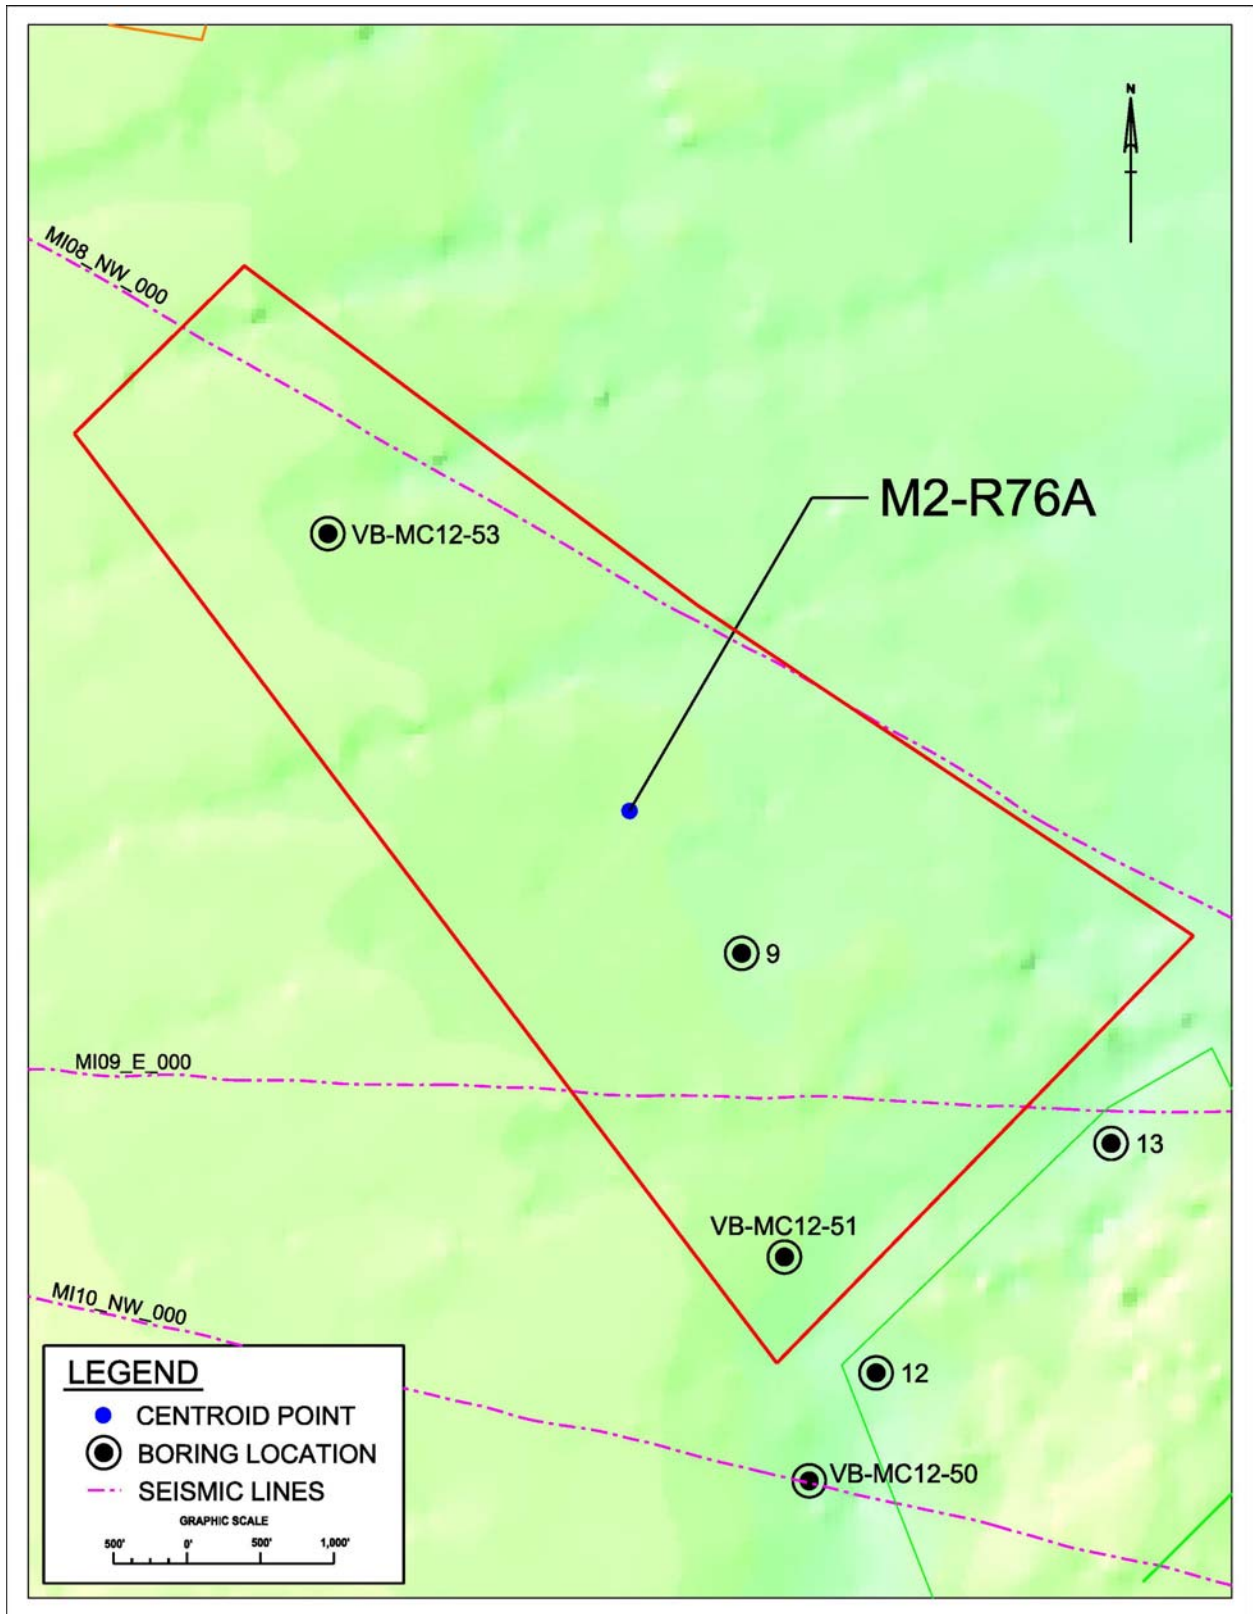 N
MI08_NW_000
M2-R76A
VB-MC12-53
9
MI09_E_000
13
VB-MC12-51
MI10_NW_000
12
VB-MC12-50
LEGEND
CENTROID POINT
BORING LOCATION
SEISMIC LINES
GRAPHIC SCALE
500' 0' 500' 1,000'